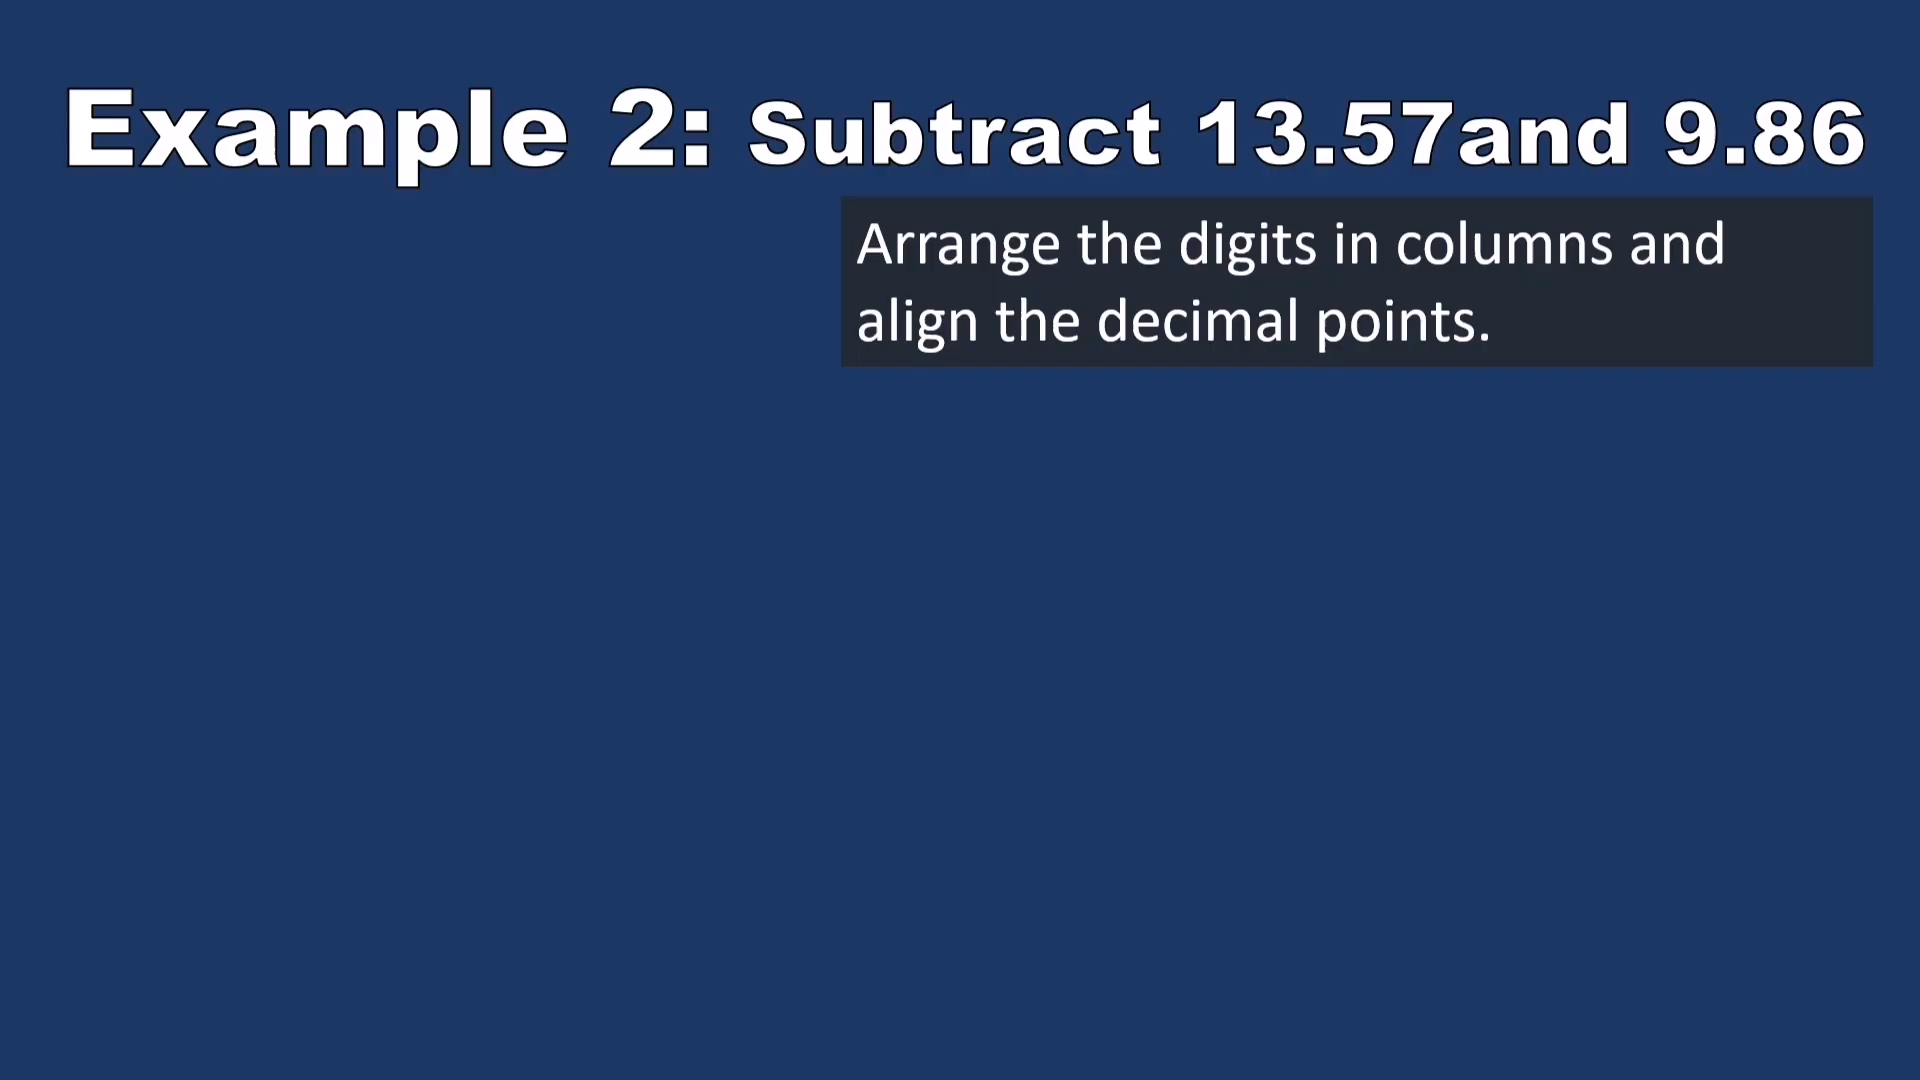 Example 2: Subtract 13.57and 9.86
Arrange the digits in columns and
align the decimal points.